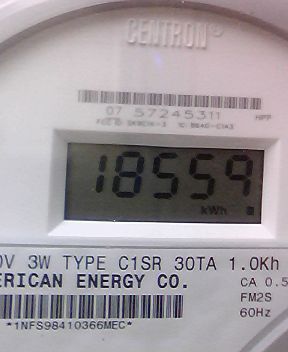 CENTRON®
07 57245311
HPP
18559
kWh
0V 3W TYPE C1SR 30TA 1.0Kh
ERICAN ENERGY CO.
CA 0.5
FM2S
60Hz
*1NFS98410366MEC*